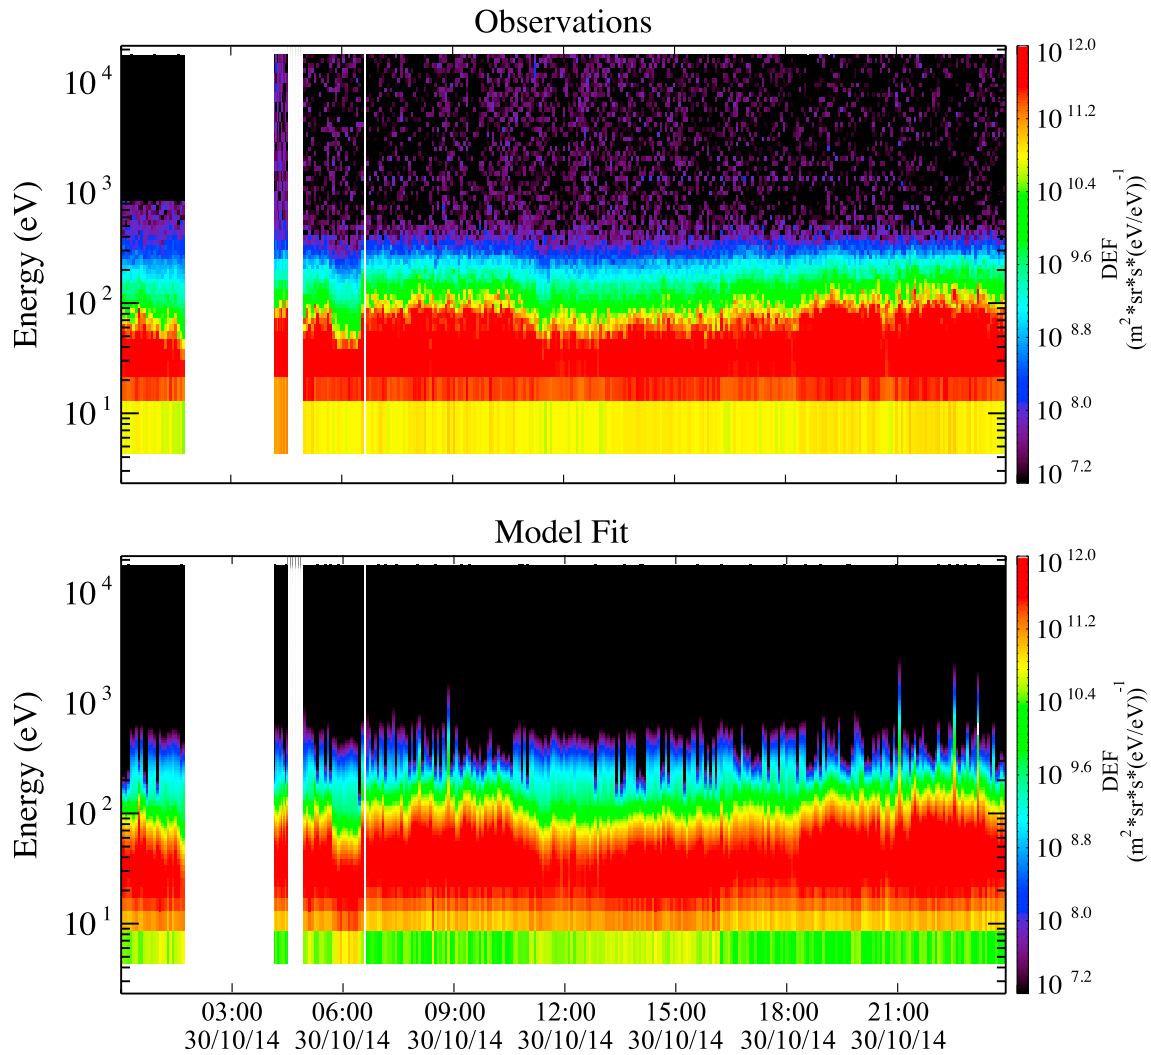 Observations
Energy (eV)
10^4
10^3
10^2
10^1
10^12.0
10^11.2
10^10.4
10^9.6
10^8.8
10^8.0
10^7.2
DEF
(m^2*sr*s*(eV/eV))^-1
Model Fit
Energy (eV)
10^4
10^3
10^2
10^1
10^12.0
10^11.2
10^10.4
10^9.6
10^8.8
10^8.0
10^7.2
DEF
(m^2*sr*s*(eV/eV))^-1
03:00 06:00 09:00 12:00 15:00 18:00 21:00
30/10/14 30/10/14 30/10/14 30/10/14 30/10/14 30/10/14 30/10/14